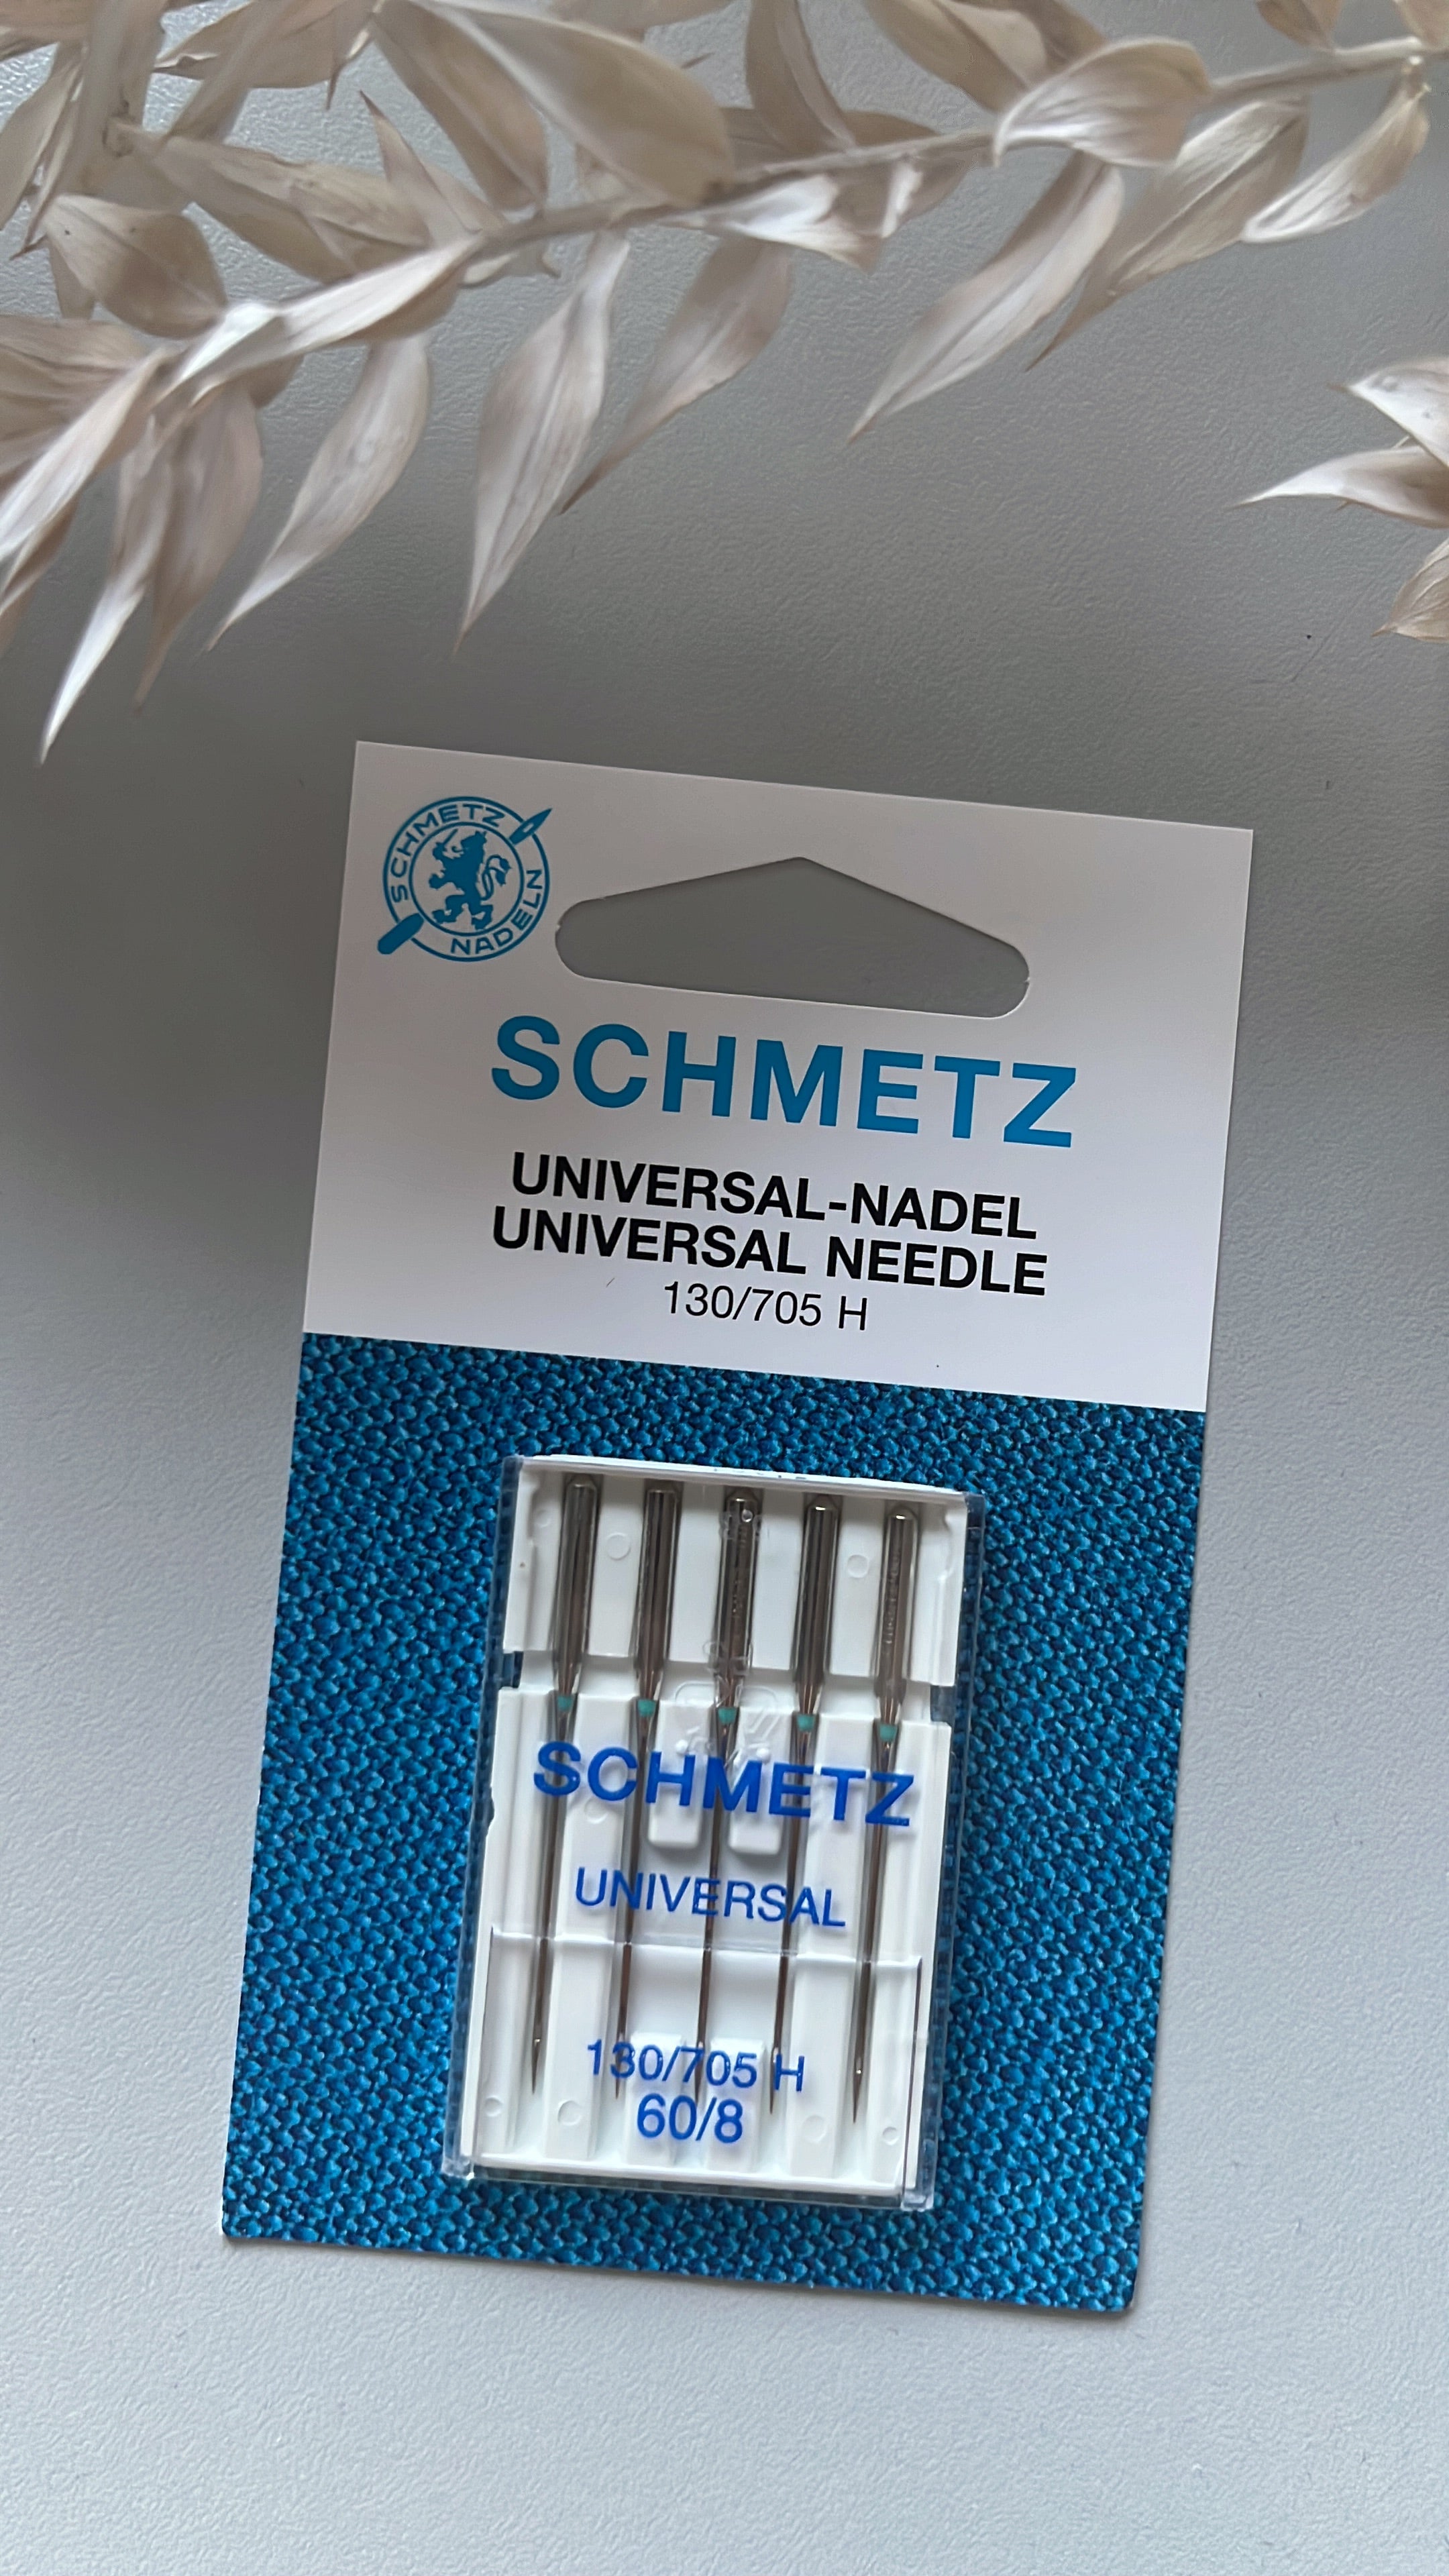 SCHMETZ
NADELN
SCHMETZ
UNIVERSAL-NADEL
UNIVERSAL NEEDLE
130/705 H
SCHMETZ
UNIVERSAL
130/705 H
60/8